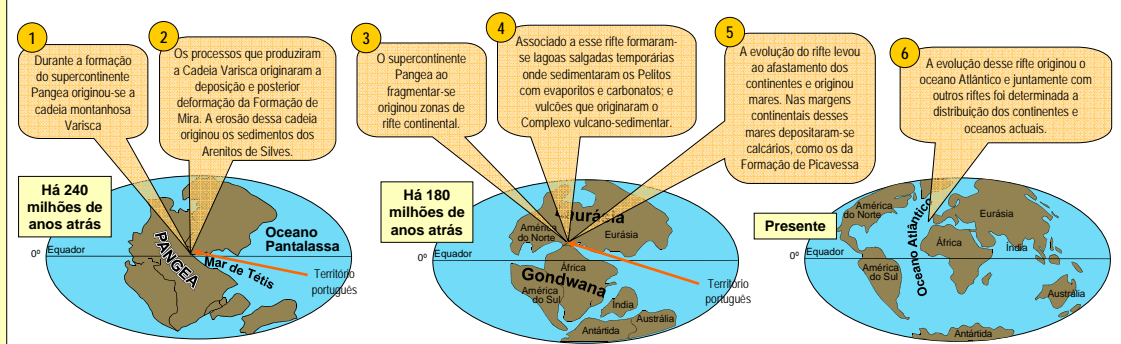 1
Durante a formação
do supercontinente
Pangea originou-se a
cadeia montanhosa
Varisca
2
Os processos que produziram
a Cadeia Varisca originaram a
deposição e posterior
deformação da Formação de
Mira. A erosão dessa cadeia
originou os sedimentos dos
Arenitos de Silves.
3
O supercontinente
Pangea ao
fragmentar-se
originou zonas de
rifte continental.
4
Associado a esse rifte formaram-
se lagoas salgadas temporárias
onde sedimentaram os Pelitos
com evaporitos e carbonatos; e
vulcões que originaram o
Complexo vulcano-sedimentar.
5
A evolução do rifte levou
ao afastamento dos
continentes e originou
mares. Nas margens
continentais desses
mares depositaram-se
calcários, como os da
Formação de Picavessa
6
A evolução desse rifte originou o
oceano Atlântico e juntamente com
outros riftes foi determinada a
distribuição dos continentes e
oceanos actuais.
Há 240
milhões de
anos atrás
0º Equador
PANGEA
Oceano
Pantalassa
Mar de Tétis
Território
português
Há 180
milhões de
anos atrás
0º
Equador
América
do Norte
Eurásia
Eurásia
África
Gondwana
América
do Sul
Índia
Austrália
Antártida
Território
português
Presente
0º
Equador
América
do Norte
Oceano Atlântico
Eurásia
África
Índia
América
do Sul
Austrália
Antártida